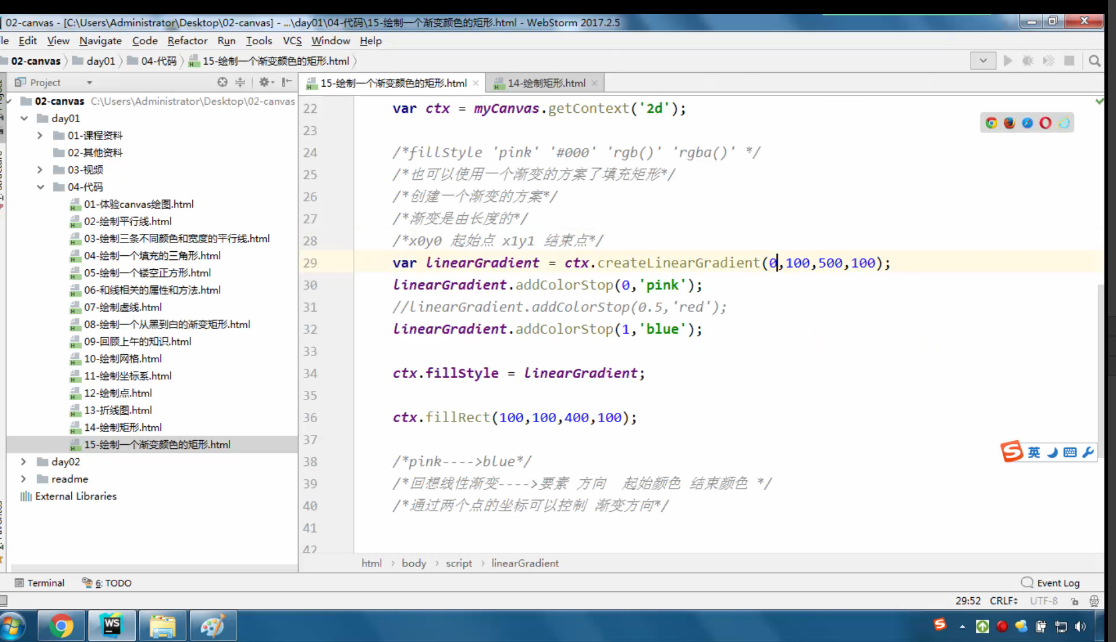 02-canvas - [C:\Users\Administrator\Desktop\02-canvas] - ...\day01\04-代码\15-绘制一个渐变颜色的矩形.html - WebStorm 2017.2.5
le Edit View Navigate Code Refactor Run Tools VCS Window Help
02-canvas day01 04-代码 15-绘制一个渐变颜色的矩形.html
Project
15-绘制一个渐变颜色的矩形.html 14-绘制矩形.html
02-canvas C:\Users\Administrator\Desktop\02-canvas
day01
01-课程资料
02-其他资料
03-视频
04-代码
01-体验canvas绘图.html
02-绘制平行线.html
03-绘制三条不同颜色和宽度的平行线.html
04-绘制一个填充的三角形.html
05-绘制一个镂空正方形.html
06-和线相关的属性和方法.html
07-绘制虚线.html
08-绘制一个从黑到白的渐变矩形.html
09-回顾上午的知识.html
10-绘制网格.html
11-绘制坐标系.html
12-绘制点.html
13-折线图.html
14-绘制矩形.html
15-绘制一个渐变颜色的矩形.html
day02
readme
External Libraries
22 var ctx = myCanvas.getContext('2d');
23
24 /*fillStyle 'pink' '#000' 'rgb()' 'rgba()' */
25 /*也可以使用一个渐变的方案了填充矩形*/
26 /*创建一个渐变的方案*/
27 /*渐变是由长度的*/
28 /*x0y0 起始点 x1y1 结束点*/
29 var linearGradient = ctx.createLinearGradient(0,100,500,100);
30 linearGradient.addColorStop(0,'pink');
31 //linearGradient.addColorStop(0.5,'red');
32 linearGradient.addColorStop(1,'blue');
33
34 ctx.fillStyle = linearGradient;
35
36 ctx.fillRect(100,100,400,100);
37
38 /*pink---->blue*/
39 /*回想线性渐变---->要素 方向 起始颜色 结束颜色 */
40 /*通过两个点的坐标可以控制 渐变方向*/
41
42
英
html body script linearGradient
Terminal 6: TODO Event Log
29:52 CRLF UTF-8
WS